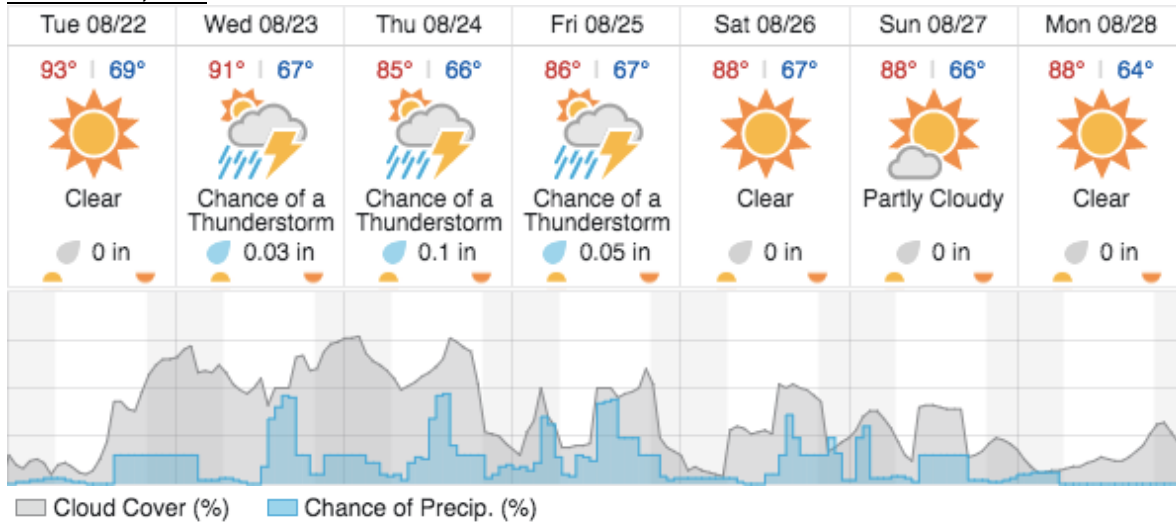 Tue 08/22 Wed 08/23 Thu 08/24 Fri 08/25 Sat 08/26 Sun 08/27 Mon 08/28
93° | 69° 91° | 67° 85° | 66° 86° | 67° 88° | 67° 88° | 66° 88° | 64°
Clear Chance of a Chance of a Chance of a Clear Partly Cloudy Clear
Thunderstorm Thunderstorm Thunderstorm
0 in 0.03 in 0.1 in 0.05 in 0 in 0 in 0 in
Cloud Cover (%) Chance of Precip. (%)